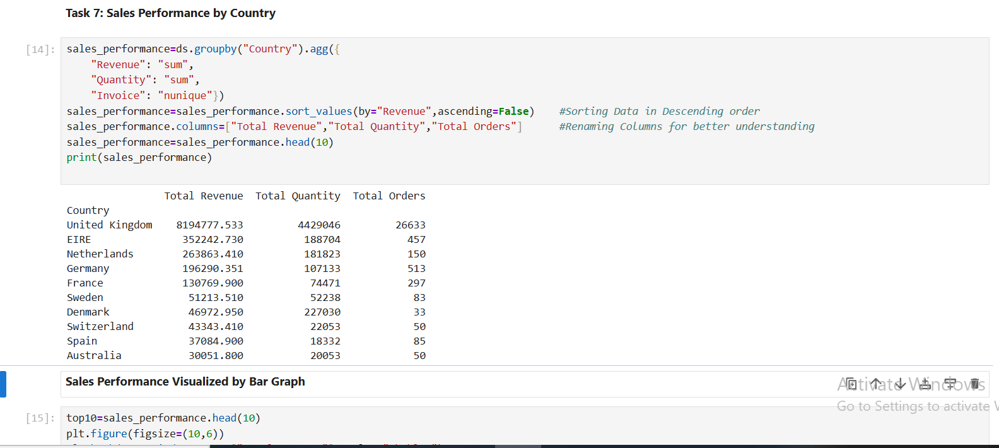 Task 7: Sales Performance by Country
[14]:
sales_performance=ds.groupby("Country").agg({
"Revenue": "sum",
"Quantity": "sum",
"Invoice": "nunique"})
sales_performance=sales_performance.sort_values(by="Revenue",ascending=False)    #Sorting Data in Descending order
sales_performance.columns=["Total Revenue","Total Quantity","Total Orders"]      #Renaming Columns for better understanding
sales_performance=sales_performance.head(10)
print(sales_performance)
Total Revenue  Total Quantity  Total Orders
Country
United Kingdom    8194777.533         4429046         26633
EIRE               352242.730          188704           457
Netherlands        263863.410          181823           150
Germany            196290.351          107133           513
France             130769.900           74471           297
Sweden              51213.510           52238            83
Denmark             46972.950          227030            33
Switzerland         43343.410           22053            50
Spain               37084.900           18332            85
Australia           30051.800           20053            50
Sales Performance Visualized by Bar Graph
Activate Windows
Go to Settings to activate
[15]:
top10=sales_performance.head(10)
plt.figure(figsize=(10,6))